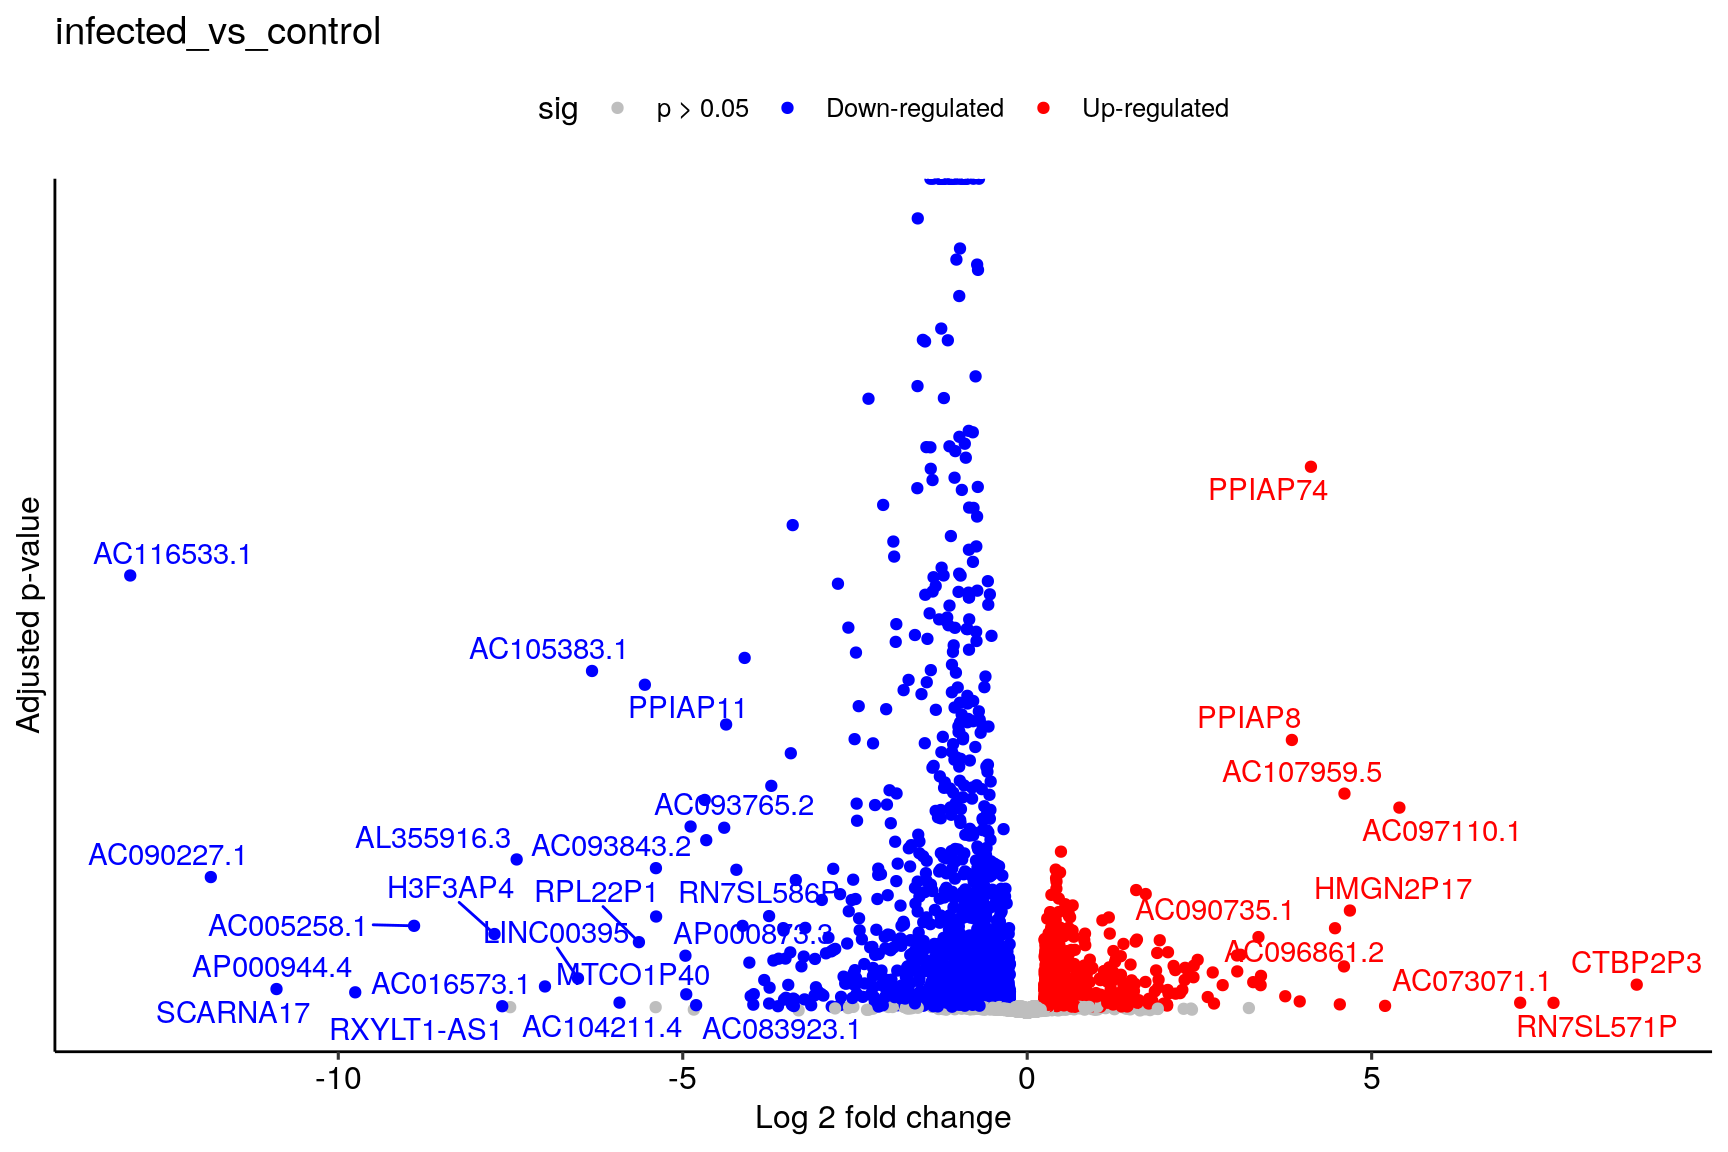 infected_vs_control
sig p > 0.05 Down-regulated Up-regulated
Adjusted p-value
PPIAP74
AC116533.1
AC105383.1
PPIAP11
PPIAP8
AC107959.5
AC093765.2
AC097110.1
AL355916.3
AC093843.2
AC090227.1
H3F3AP4
RPL22P1
RN7SL586P
HMGN2P17
AC090735.1
AC005258.1
LINC00395
AP000873.3
AC096861.2
CTBP2P3
AP000944.4
AC016573.1
MTCO1P40
AC073071.1
SCARNA17
RXYLT1-AS1
AC104211.4
AC083923.1
RN7SL571P
-10 -5 0 5
Log 2 fold change